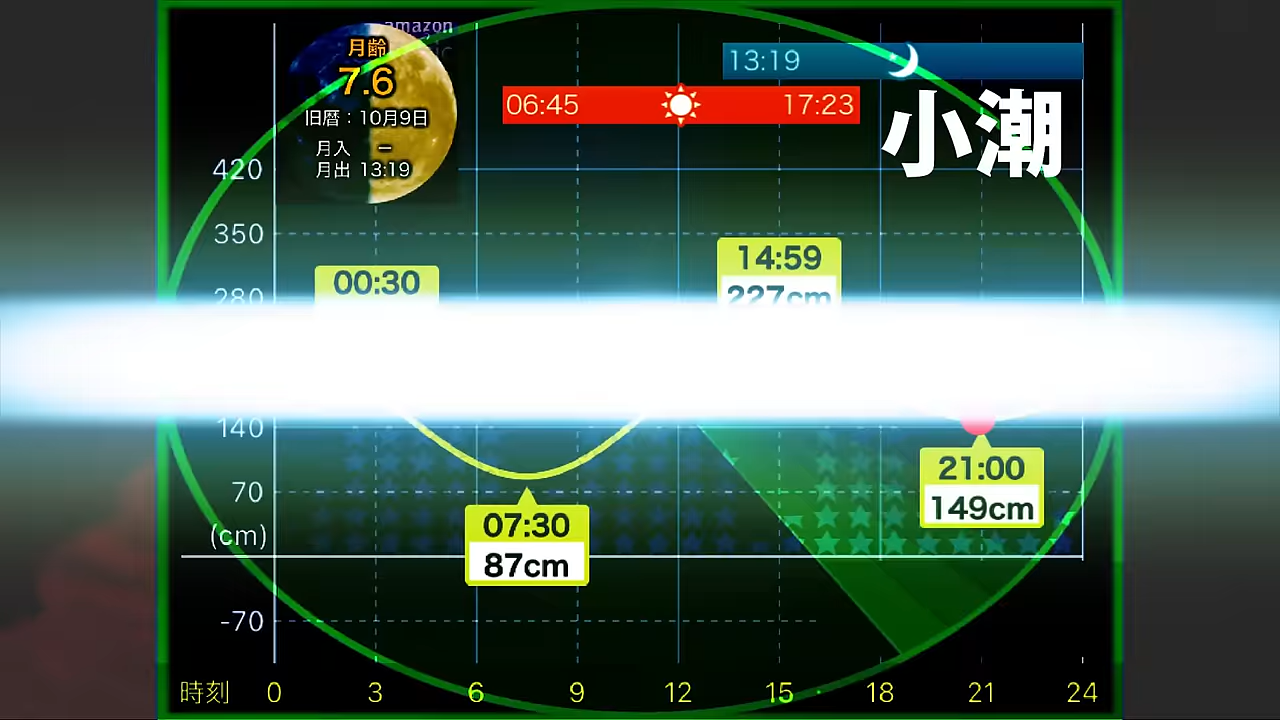 amazon
月齢
7.6
旧暦：10月9日
月入 ー
月出 13:19
13:19
06:45 17:23
小潮
420
350
280
140
70
(cm)
-70
00:30
14:59
227cm
07:30
87cm
21:00
149cm
時刻 0 3 6 9 12 15 18 21 24